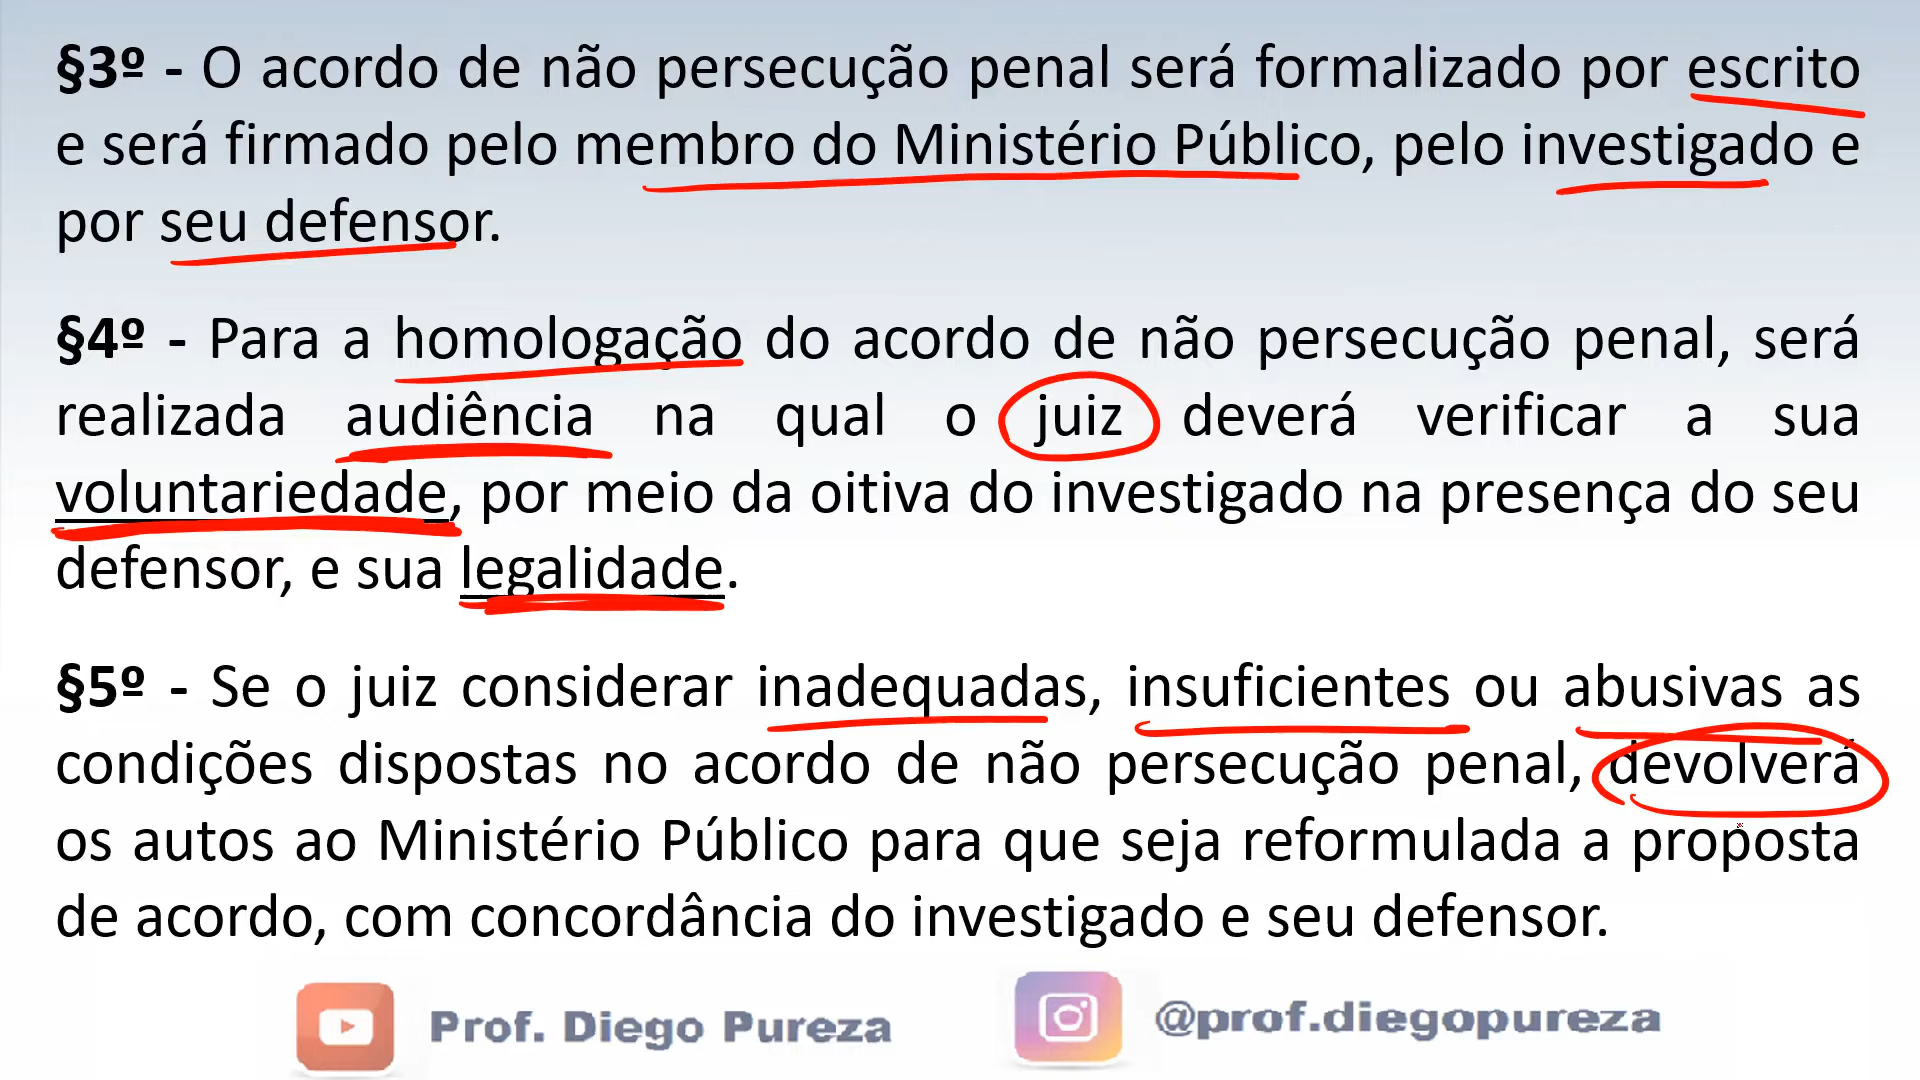 §3º - O acordo de não persecução penal será formalizado por escrito
e será firmado pelo membro do Ministério Público, pelo investigado e
por seu defensor.
§4º - Para a homologação do acordo de não persecução penal, será
realizada audiência na qual o juiz deverá verificar a sua
voluntariedade, por meio da oitiva do investigado na presença do seu
defensor, e sua legalidade.
§5º - Se o juiz considerar inadequadas, insuficientes ou abusivas as
condições dispostas no acordo de não persecução penal, devolverá
os autos ao Ministério Público para que seja reformulada a proposta
de acordo, com concordância do investigado e seu defensor.
Prof. Diego Pureza
@prof.diegopureza